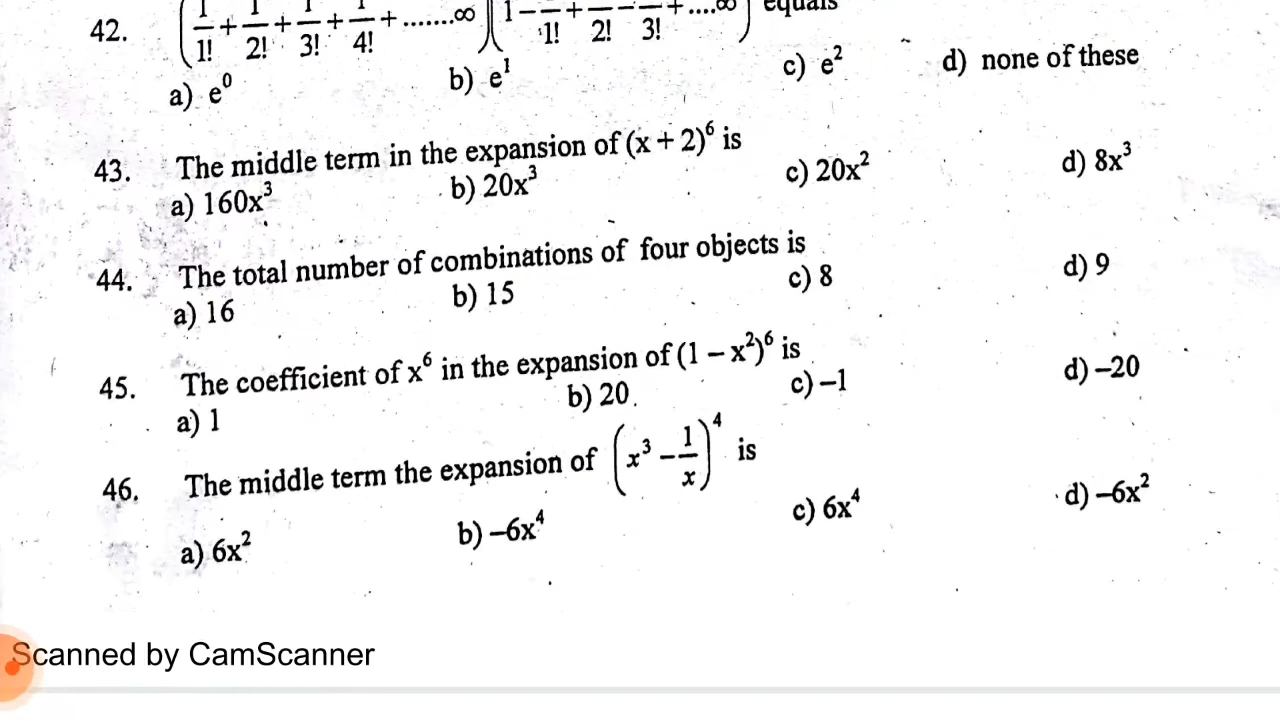 42. (1/1! + 1/2! + 1/3! + 1/4! + .......∞)(1 − 1/1! + 1/2! − 1/3! + ....∞) equals
a) e⁰ b) e¹ c) e² d) none of these
43. The middle term in the expansion of (x + 2)⁶ is
a) 160x³ b) 20x³ c) 20x² d) 8x³
44. The total number of combinations of four objects is
a) 16 b) 15 c) 8 d) 9
45. The coefficient of x⁶ in the expansion of (1 – x²)⁶ is
a) 1 b) 20. c) –1 d) –20
46. The middle term the expansion of (x³ − 1/x)⁴ is
a) 6x² b) –6x⁴ c) 6x⁴ d) –6x²
Scanned by CamScanner